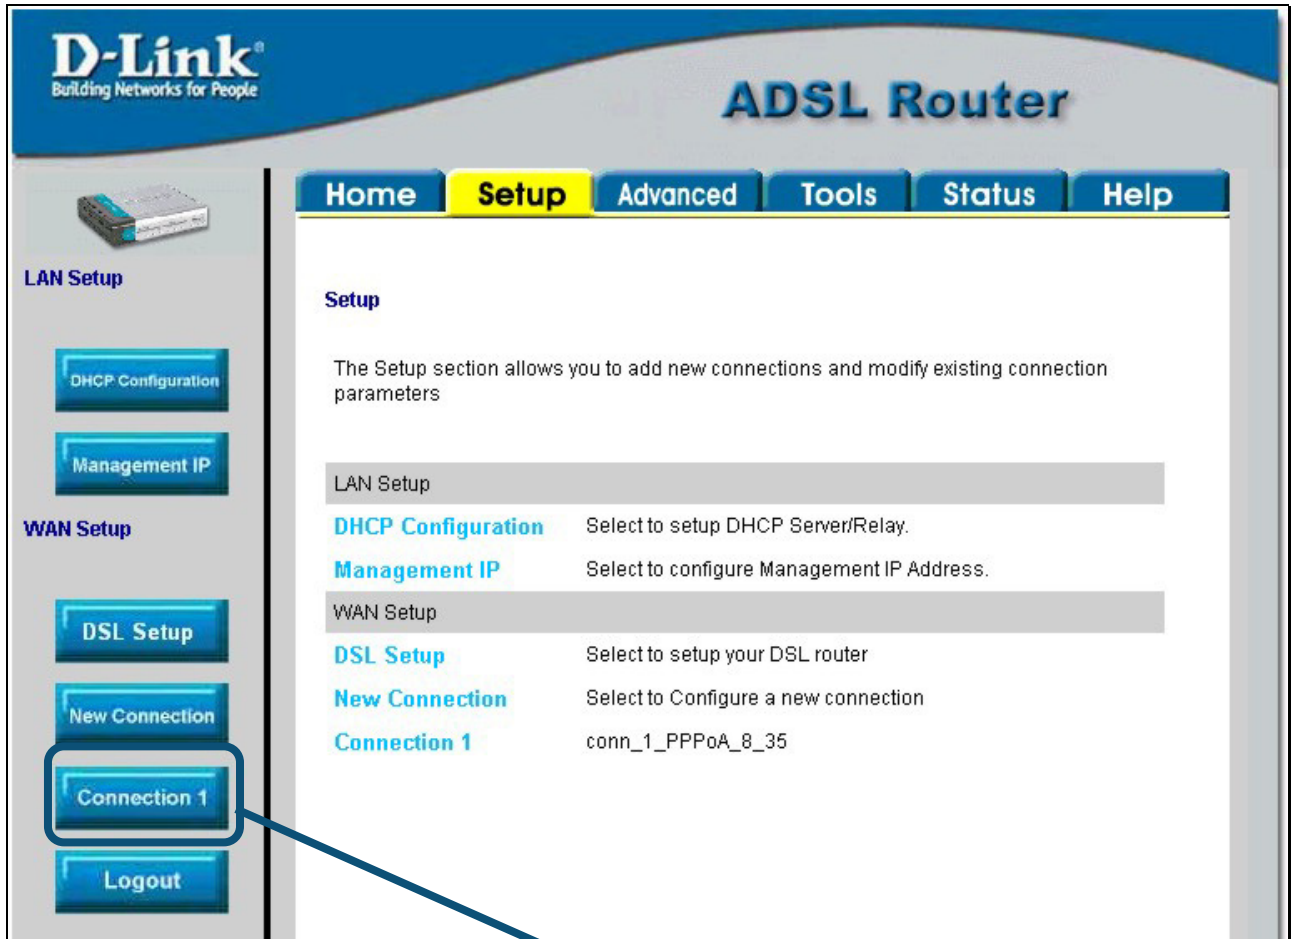 D-Link®
Building Networks for People
ADSL Router
Home Setup Advanced Tools Status Help
LAN Setup
DHCP Configuration
Management IP
WAN Setup
DSL Setup
New Connection
Connection 1
Logout
Setup
The Setup section allows you to add new connections and modify existing connection
parameters
LAN Setup
DHCP Configuration Select to setup DHCP Server/Relay.
Management IP Select to configure Management IP Address.
WAN Setup
DSL Setup Select to setup your DSL router
New Connection Select to Configure a new connection
Connection 1 conn_1_PPPoA_8_35